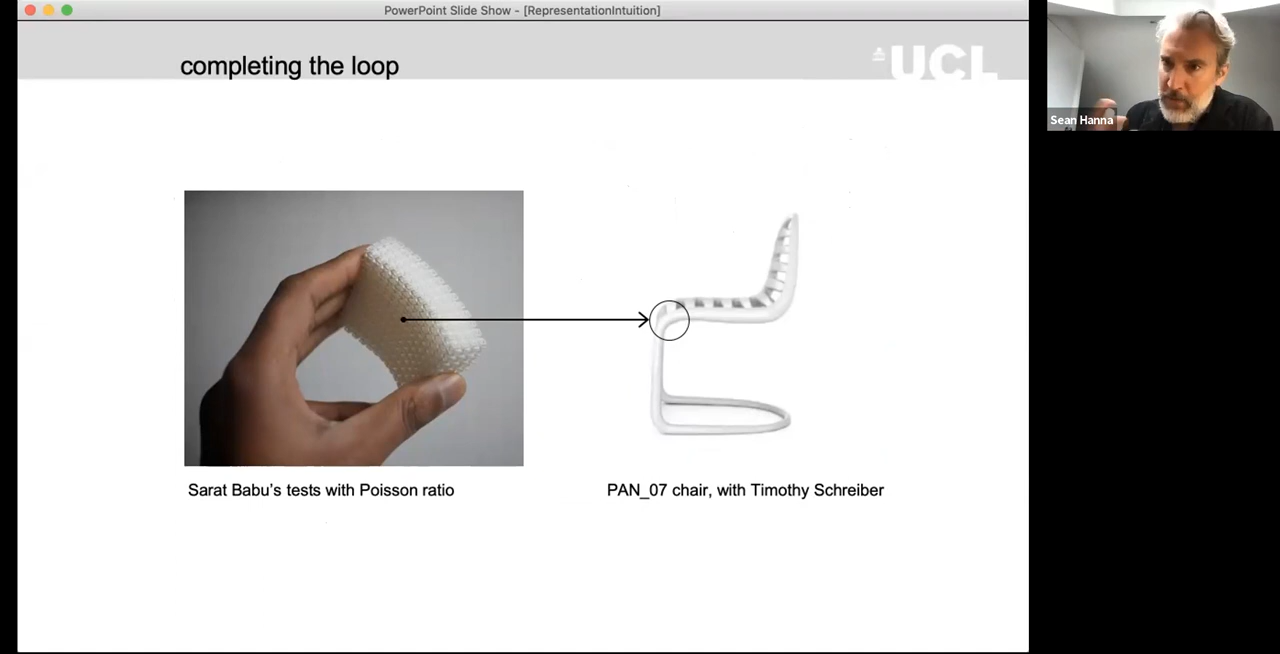 PowerPoint Slide Show - [RepresentationIntuition]
completing the loop
UCL
Sean Hanna
Sarat Babu's tests with Poisson ratio
PAN_07 chair, with Timothy Schreiber